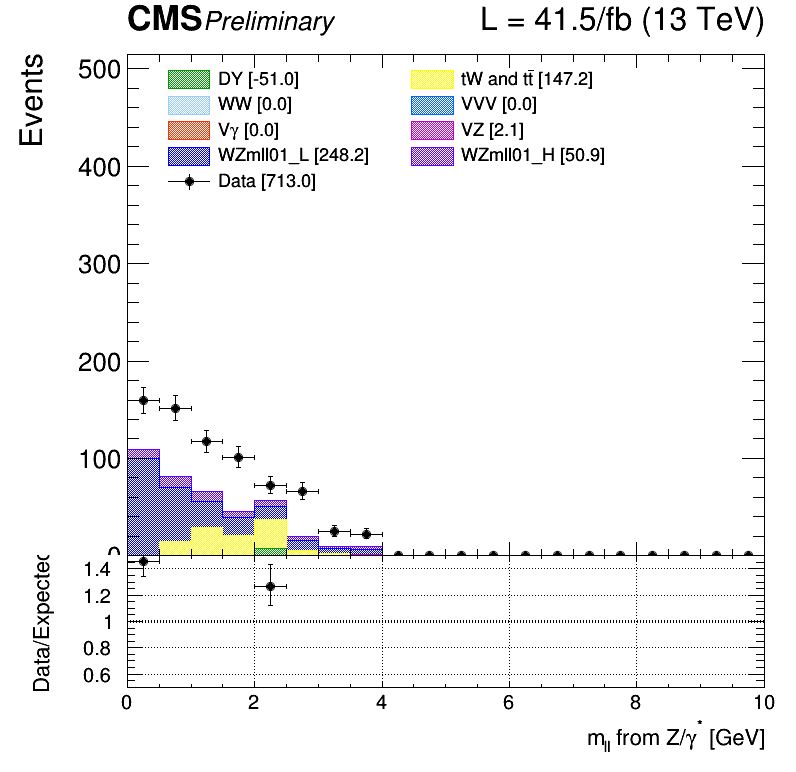 CMS Preliminary L = 41.5/fb (13 TeV)
Events
500
400
300
200
100
0
DY [-51.0]
tW and tt̄ [147.2]
WW [0.0]
VVV [0.0]
Vγ [0.0]
VZ [2.1]
WZmll01_L [248.2]
WZmll01_H [50.9]
Data [713.0]
Data/Expected
1.4
1.2
1
0.8
0.6
0 2 4 6 8 10
m_ll from Z/γ* [GeV]